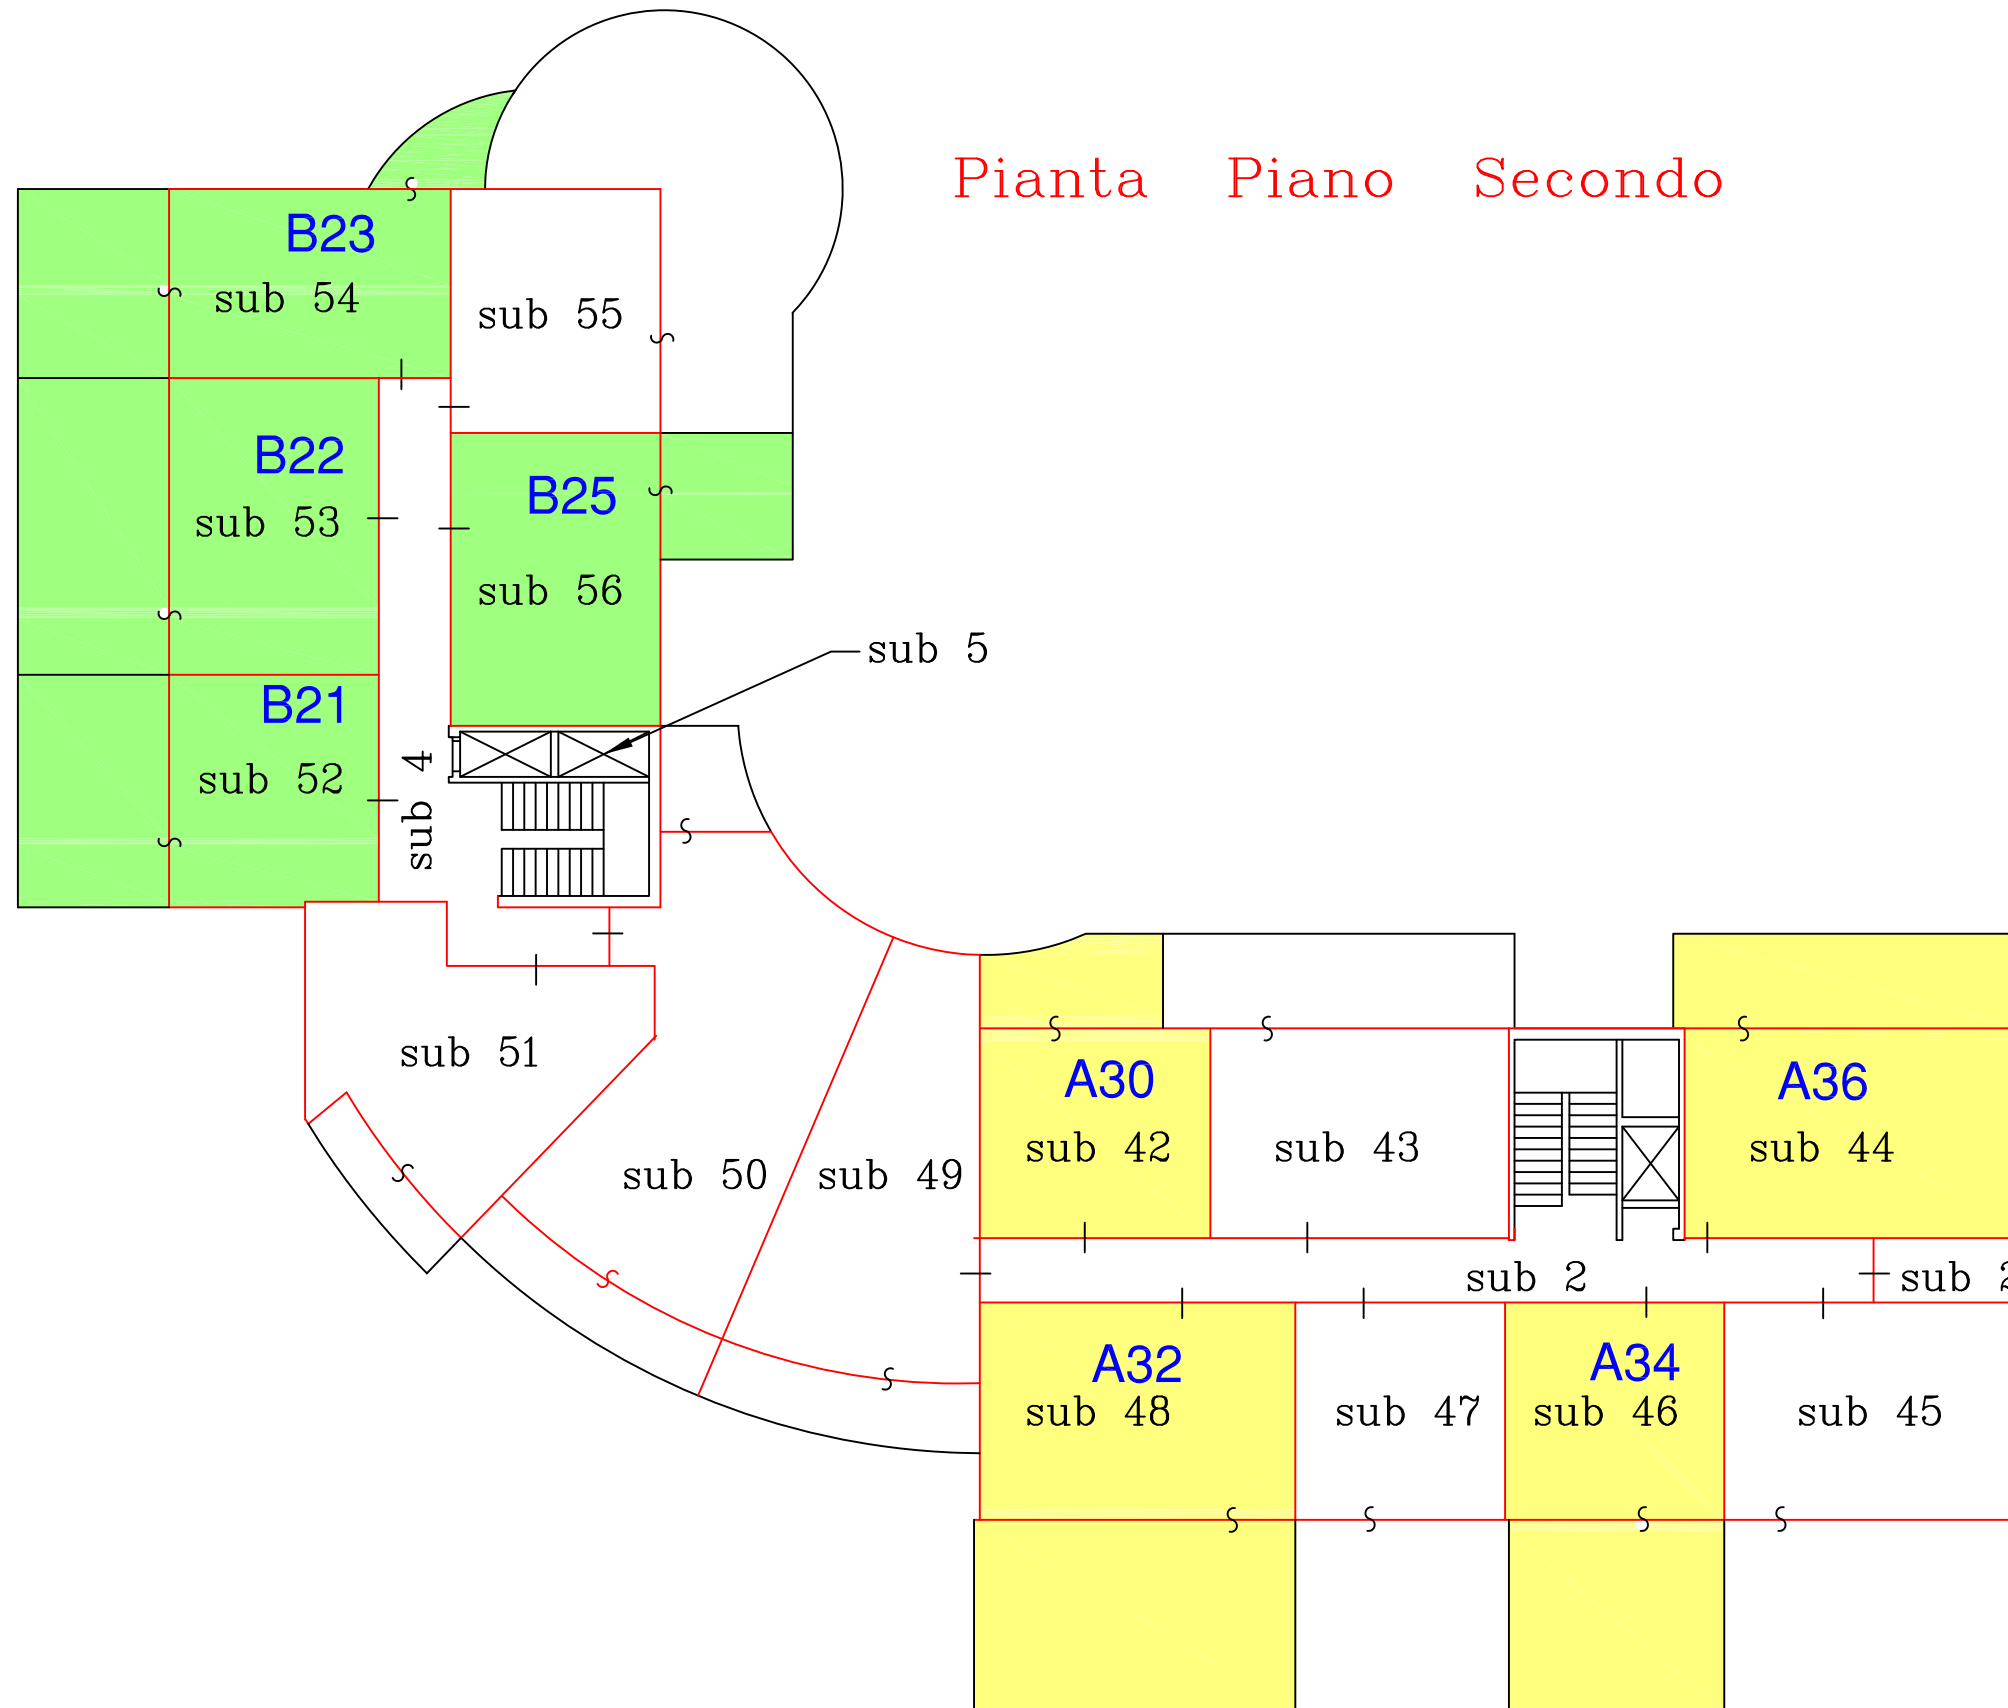 Pianta Piano Secondo
B23
sub 54
sub 55
B22
sub 53
B25
sub 56
sub 5
B21
sub 52
sub 4
sub 51
sub 50
sub 49
A30
sub 42
sub 43
A36
sub 44
sub 2
sub 2
A32
sub 48
sub 47
A34
sub 46
sub 45